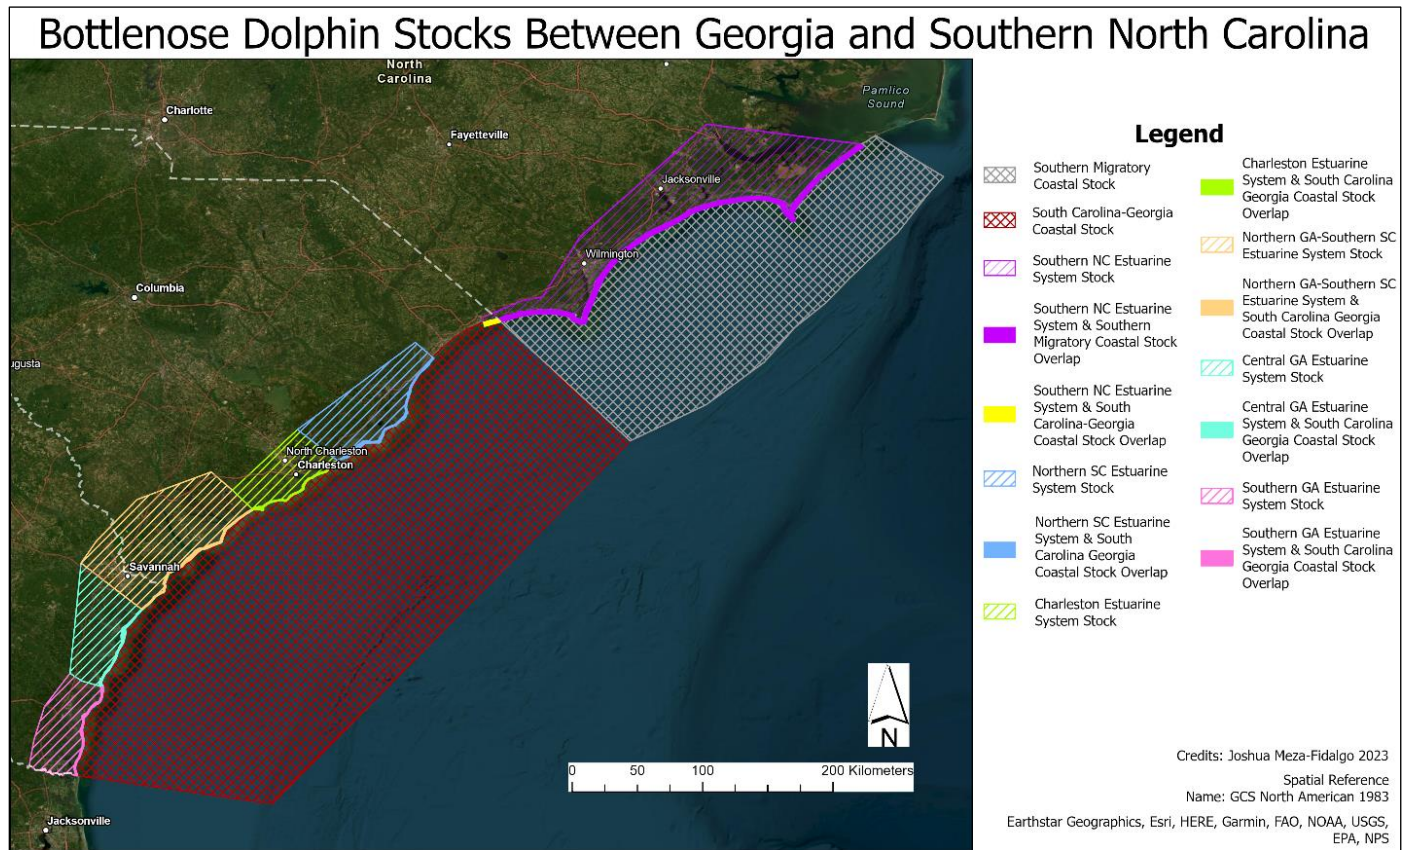 Bottlenose Dolphin Stocks Between Georgia and Southern North Carolina
North
Carolina
Pamlico
Sound
Charlotte
Fayetteville
Jacksonville
Wilmington
Columbia
ugusta
North Charleston
Charleston
Savannah
Jacksonville
N
0 50 100 200 Kilometers
Legend
Southern Migratory
Coastal Stock
South Carolina-Georgia
Coastal Stock
Southern NC Estuarine
System Stock
Southern NC Estuarine
System & Southern
Migratory Coastal Stock
Overlap
Southern NC Estuarine
System & South
Carolina-Georgia
Coastal Stock Overlap
Northern SC Estuarine
System Stock
Northern SC Estuarine
System & South
Carolina Georgia
Coastal Stock Overlap
Charleston Estuarine
System Stock
Charleston Estuarine
System & South Carolina
Georgia Coastal Stock
Overlap
Northern GA-Southern SC
Estuarine System Stock
Northern GA-Southern SC
Estuarine System &
South Carolina Georgia
Coastal Stock Overlap
Central GA Estuarine
System Stock
Central GA Estuarine
System & South Carolina
Georgia Coastal Stock
Overlap
Southern GA Estuarine
System Stock
Southern GA Estuarine
System & South Carolina
Georgia Coastal Stock
Overlap
Credits: Joshua Meza-Fidalgo 2023
Spatial Reference
Name: GCS North American 1983
Earthstar Geographics, Esri, HERE, Garmin, FAO, NOAA, USGS,
EPA, NPS